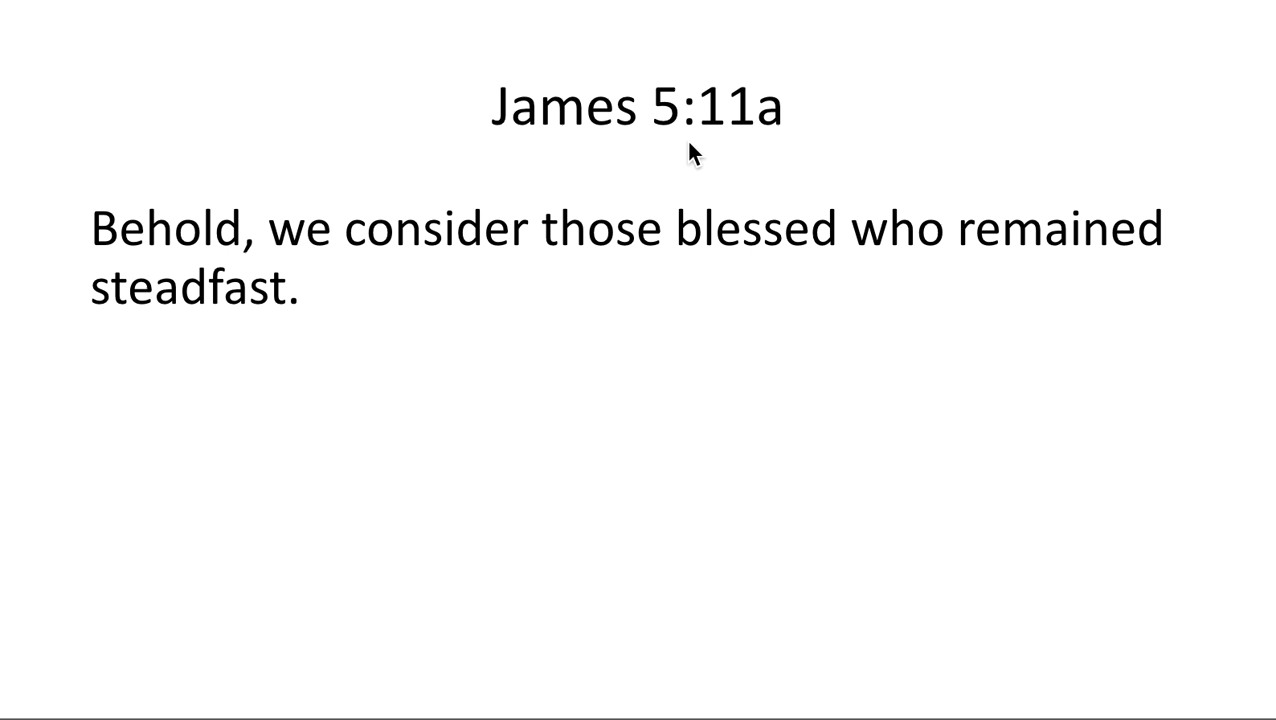 James 5:11a
Behold, we consider those blessed who remained
steadfast.